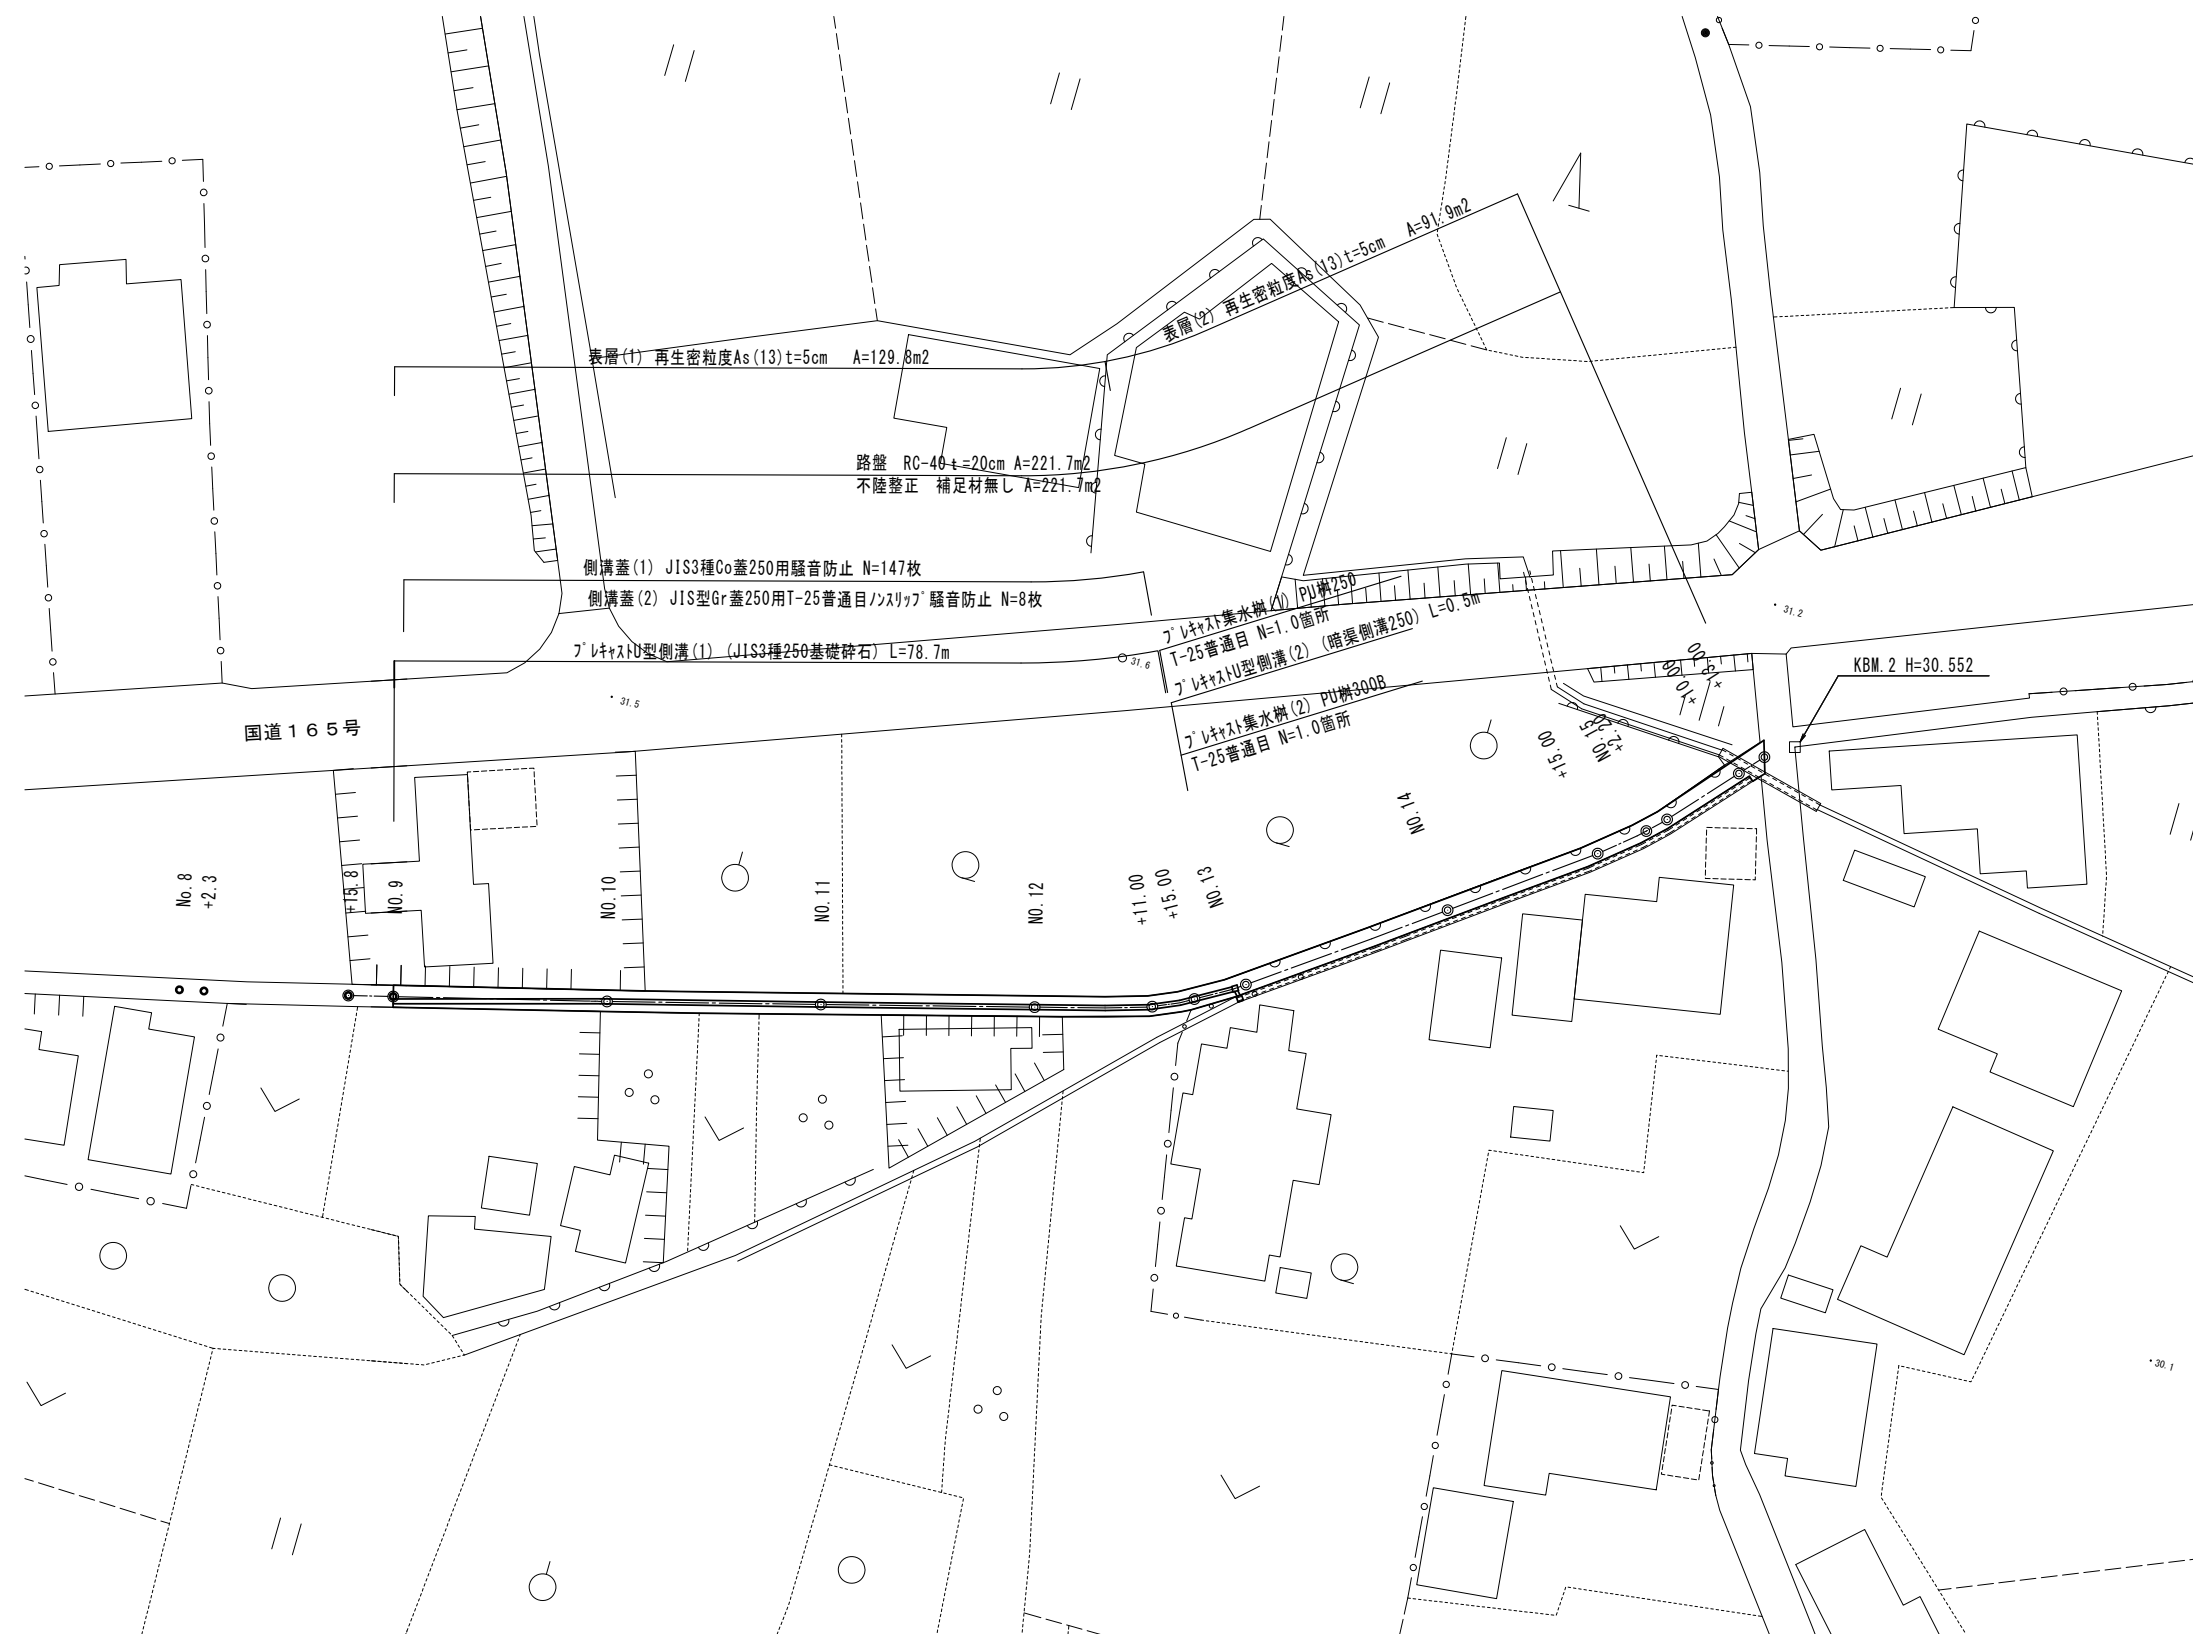 表層(2) 再生密粒度As(13)t=5cm A=91.9m2
表層(1) 再生密粒度As(13)t=5cm A=129.8m2
路盤 RC-40 t=20cm A=221.7m2
不陸整正 補足材無し A=221.7m2
側溝蓋(1) JIS3種Co蓋250用騒音防止 N=147枚
側溝蓋(2) JIS型Gr蓋250用T-25普通目ﾉﾝｽﾘｯﾌﾟ騒音防止 N=8枚
ﾌﾟﾚｷｬｽﾄU型側溝(1) (JIS3種250基礎砕石) L=78.7m
ﾌﾟﾚｷｬｽﾄ集水桝(1) PU桝250
T-25普通目 N=1.0箇所
ﾌﾟﾚｷｬｽﾄU型側溝(2) (暗渠側溝250) L=0.5m
ﾌﾟﾚｷｬｽﾄ集水桝(2) PU桝300B
T-25普通目 N=1.0箇所
31.2
31.6
31.5
国道165号
KBM.2 H=30.552
No.8
+2.3
+15.8
NO.9
NO.10
NO.11
NO.12
+11.00
+15.00
NO.13
NO.14
+15.00
NO.15
+2.20
+10.00
+13.00
30.1